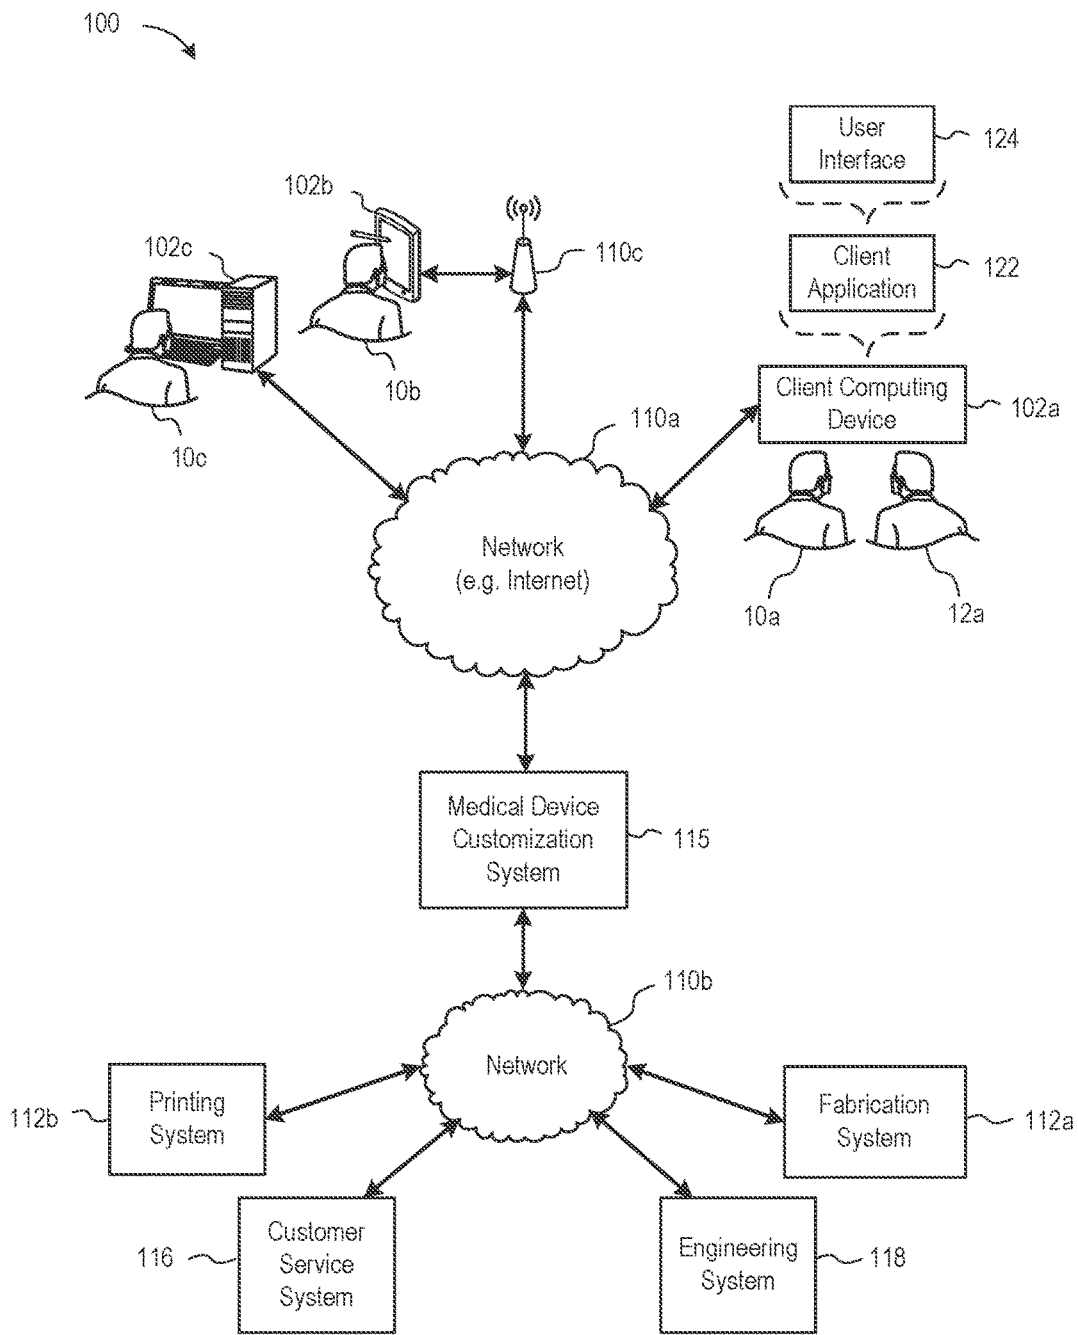 100
User
Interface
124
102b
110c
102c
Client
Application
122
10b
Client Computing
Device
102a
10c
110a
Network
(e.g. Internet)
10a
12a
Medical Device
Customization
System
115
110b
Network
Printing
System
112b
Fabrication
System
112a
Customer
Service
System
116
Engineering
System
118